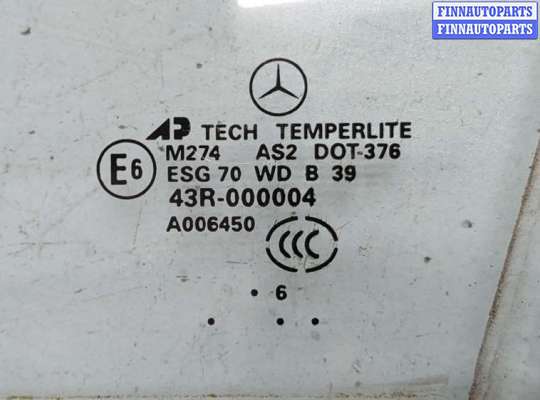 FINNAUTOPARTS
FINNAUTOPARTS
AP TECH TEMPERLITE
M274 AS2 DOT-376
E6
ESG 70 WD B 39
43R-000004
A006450
CCC
. 6
. . .